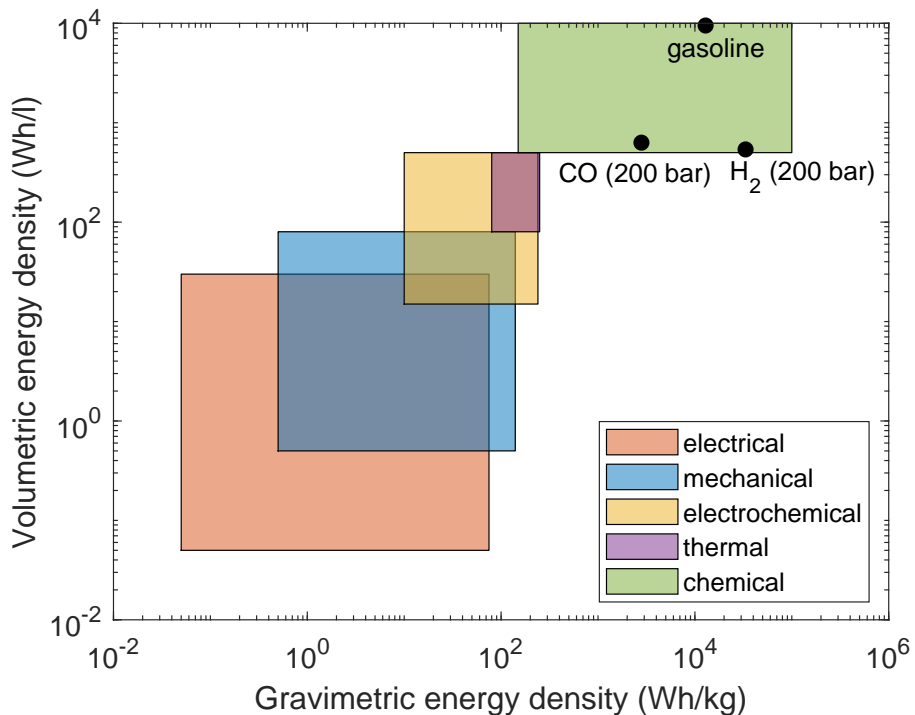 10^4
gasoline
CO (200 bar)
H_2 (200 bar)
10^2
10^0
10^-2
Volumetric energy density (Wh/l)
electrical
mechanical
electrochemical
thermal
chemical
10^-2
10^0
10^2
10^4
10^6
Gravimetric energy density (Wh/kg)